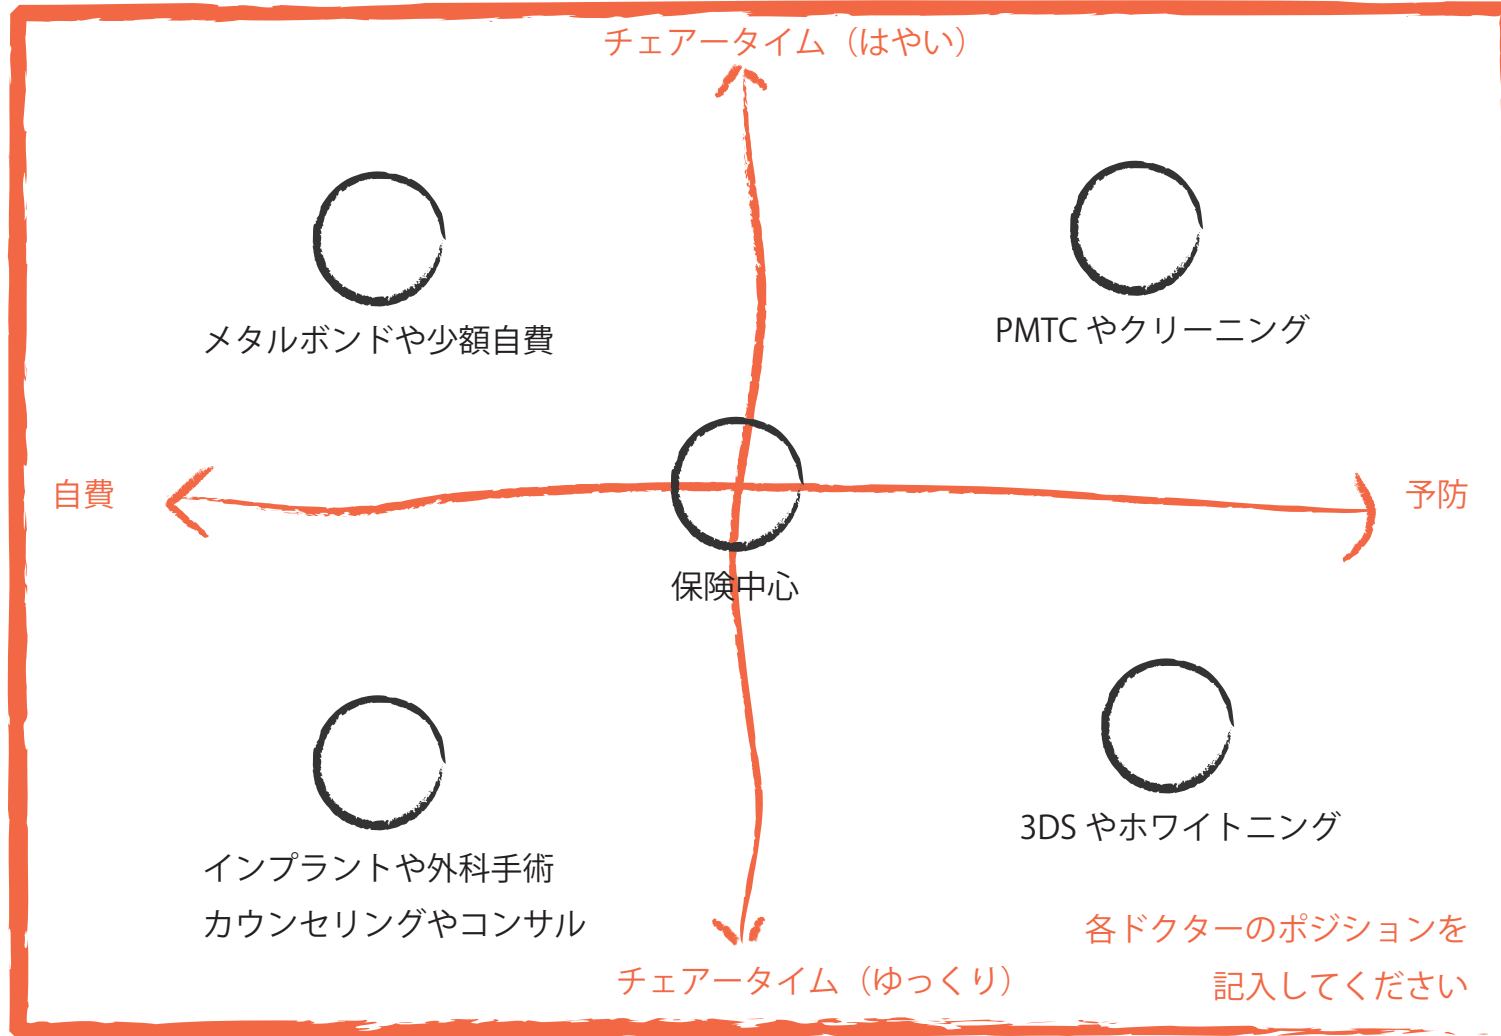 チェアータイム（はやい）
メタルボンドや少額自費
PMTC やクリーニング
自費
予防
保険中心
3DS やホワイトニング
インプラントや外科手術
カウンセリングやコンサル
各ドクターのポジションを
記入してください
チェアータイム（ゆっくり）